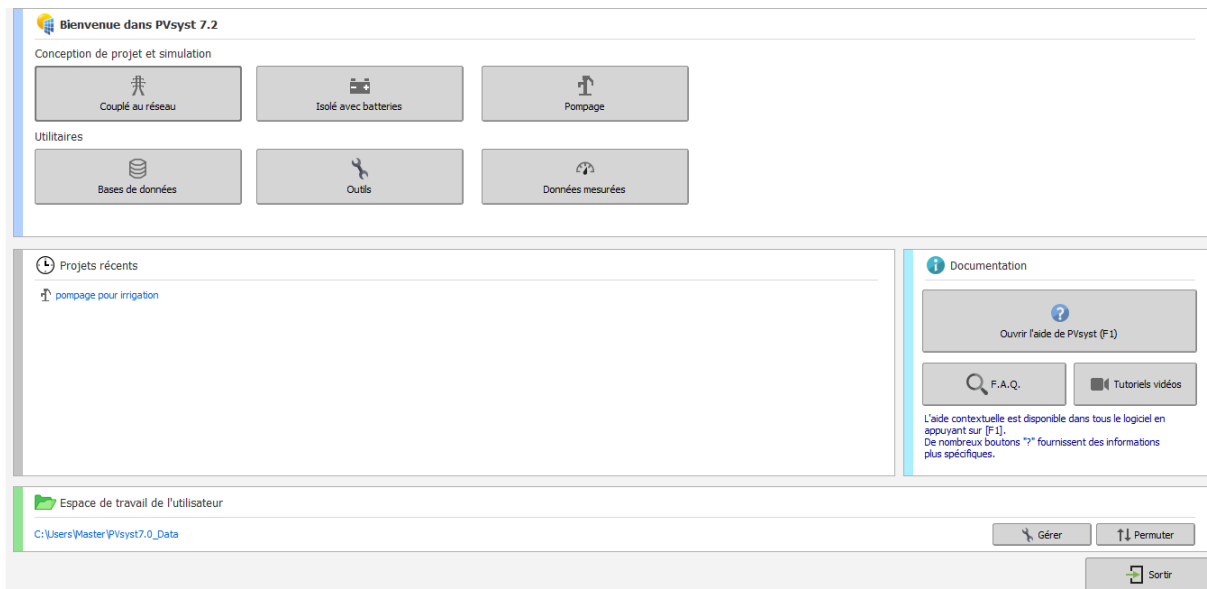 Bienvenue dans PVsyst 7.2
Conception de projet et simulation
Couplé au réseau
Isolé avec batteries
Pompage
Utilitaires
Bases de données
Outils
Données mesurées
Projets récents
pompage pour irrigation
Documentation
Ouvrir l'aide de PVsyst (F1)
F.A.Q.
Tutoriels vidéos
L'aide contextuelle est disponible dans tous le logiciel en
appuyant sur [F1].
De nombreux boutons "?" fournissent des informations
plus spécifiques.
Espace de travail de l'utilisateur
C:\Users\Master\PVsyst7.0_Data
Gérer
Permuter
Sortir